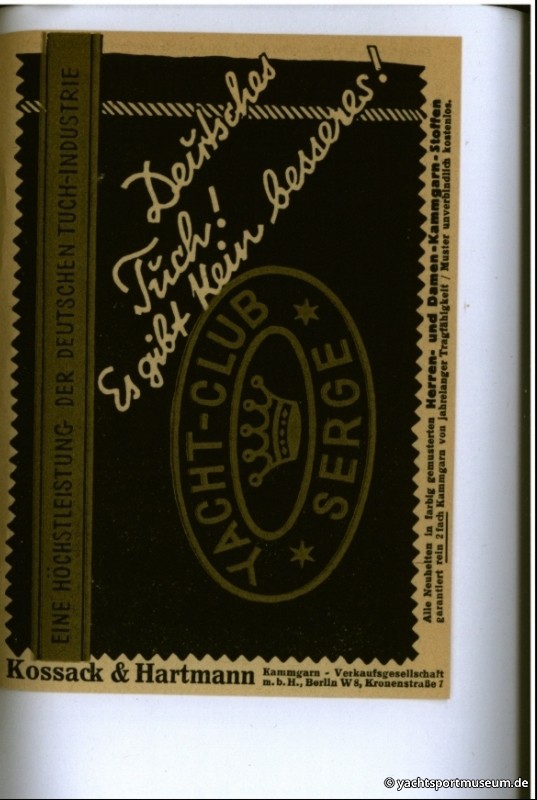 Deutsches
Tuch!
Es gibt kein besseres!
EINE HÖCHSTLEISTUNG DER DEUTSCHEN TUCH-INDUSTRIE
YACHT-CLUB
SERGE
Alle Neuheiten in farbig gemusterten Herren- und Damen-Kammgarn-Stoffen
garantiert rein 2fach Kammgarn von jahrelanger Tragfähigkeit / Muster unverbindlich kostenlos.
Kossack & Hartmann
Kammgarn - Verkaufsgesellschaft
m. b. H., Berlin W 8, Kronenstraße 7
© yachtsportmuseum.de